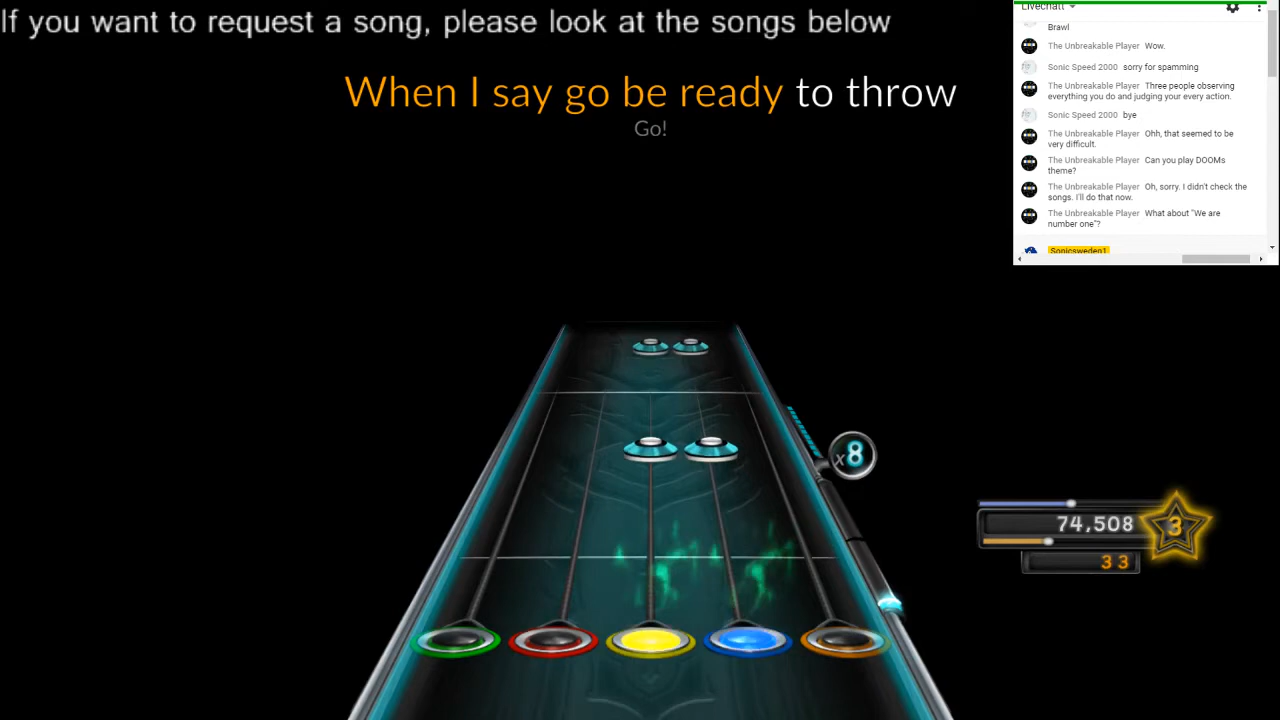 If you want to request a song, please look at the songs below
When I say go be ready to throw
Go!
Livechatt
Brawl
The Unbreakable Player Wow.
Sonic Speed 2000 sorry for spamming
The Unbreakable Player Three people observing
everything you do and judging your every action.
Sonic Speed 2000 bye
The Unbreakable Player Ohh, that seemed to be
very difficult.
The Unbreakable Player Can you play DOOMs
theme?
The Unbreakable Player Oh, sorry. I didn't check the
songs. I'll do that now.
The Unbreakable Player What about "We are
number one"?
Sonicsweden1
x8
74,508
3
33